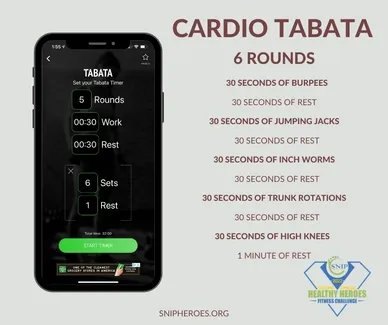 CARDIO TABATA
6 ROUNDS
30 SECONDS OF BURPEES
30 SECONDS OF REST
30 SECONDS OF JUMPING JACKS
30 SECONDS OF REST
30 SECONDS OF INCH WORMS
30 SECONDS OF REST
30 SECONDS OF TRUNK ROTATIONS
30 SECONDS OF REST
30 SECONDS OF HIGH KNEES
1 MINUTE OF REST
1:55
TABATA
Set your Tabata Timer
5 Rounds
00:30 Work
00:30 Rest
6 Sets
1 Rest
START TIMER
SNIP
HEALTHY HEROES
FITNESS CHALLENGE
SNIPHEROES.ORG